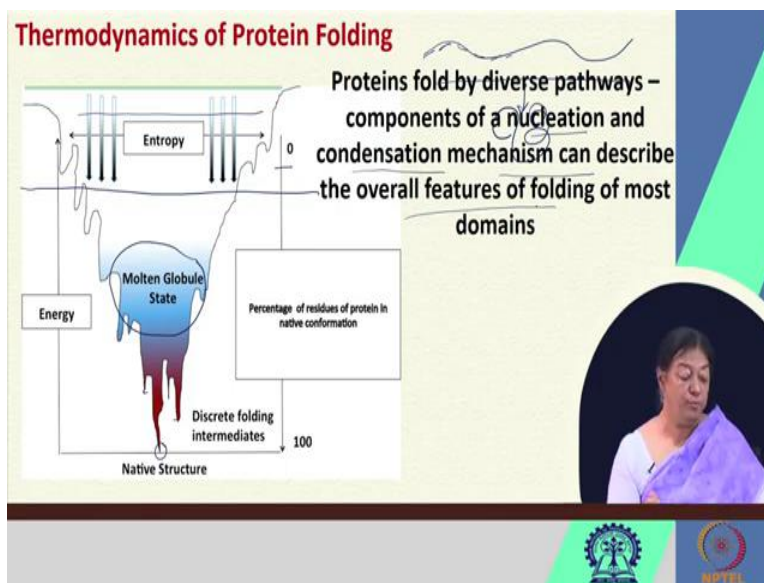 Thermodynamics of Protein Folding
Proteins fold by diverse pathways –
components of a nucleation and
condensation mechanism can describe
the overall features of folding of most
domains
Entropy
0
Molten Globule
State
Energy
Percentage of residues of protein in
native conformation
Discrete folding
intermediates
100
Native Structure
NPTEL